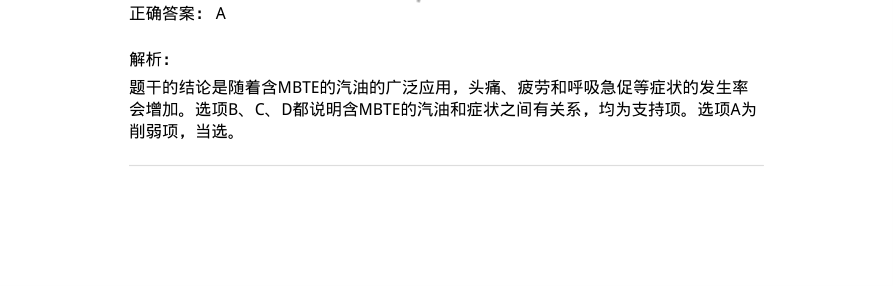 正确答案： A
解析：
题干的结论是随着含MBTE的汽油的广泛应用，头痛、疲劳和呼吸急促等症状的发生率
会增加。选项B、C、D都说明含MBTE的汽油和症状之间有关系，均为支持项。选项A为
削弱项，当选。